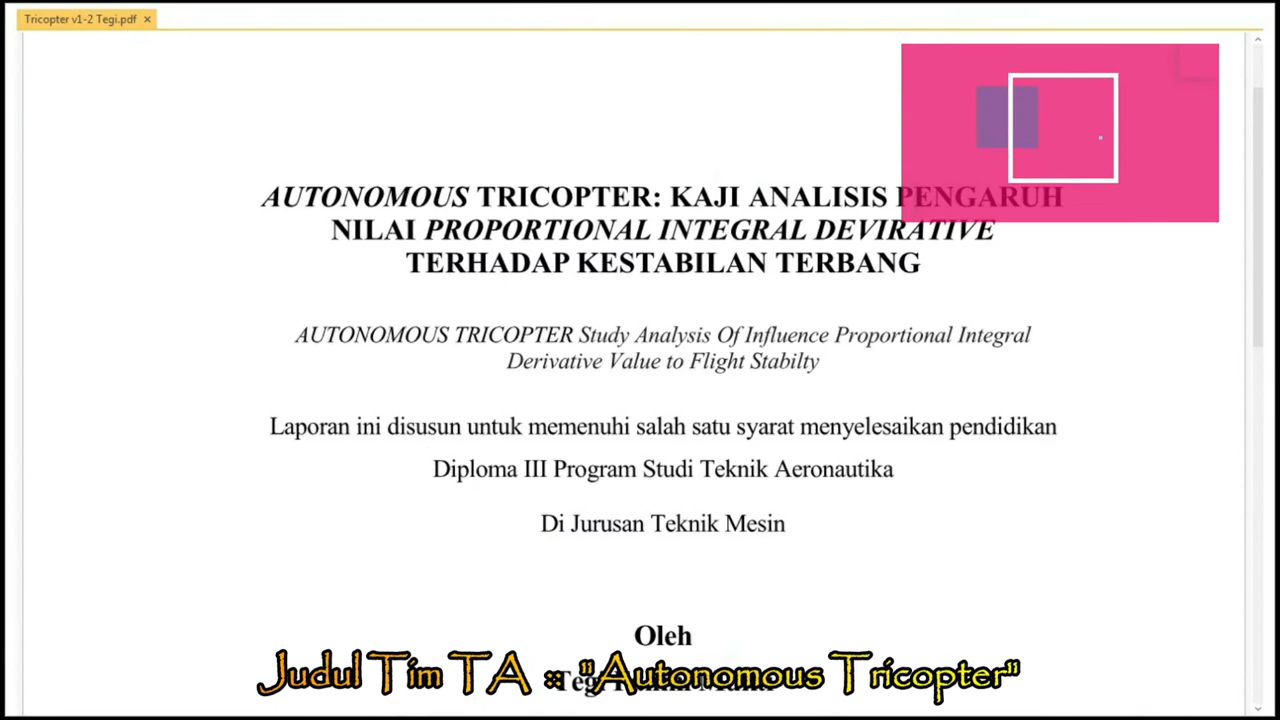 Tricopter v1-2 Tegi.pdf ×
AUTONOMOUS TRICOPTER: KAJI ANALISIS PENGARUH
NILAI PROPORTIONAL INTEGRAL DEVIRATIVE
TERHADAP KESTABILAN TERBANG
AUTONOMOUS TRICOPTER Study Analysis Of Influence Proportional Integral
Derivative Value to Flight Stabilty
Laporan ini disusun untuk memenuhi salah satu syarat menyelesaikan pendidikan
Diploma III Program Studi Teknik Aeronautika
Di Jurusan Teknik Mesin
Oleh
Tegi
Judul Tim TA :: "Autonomous Tricopter"